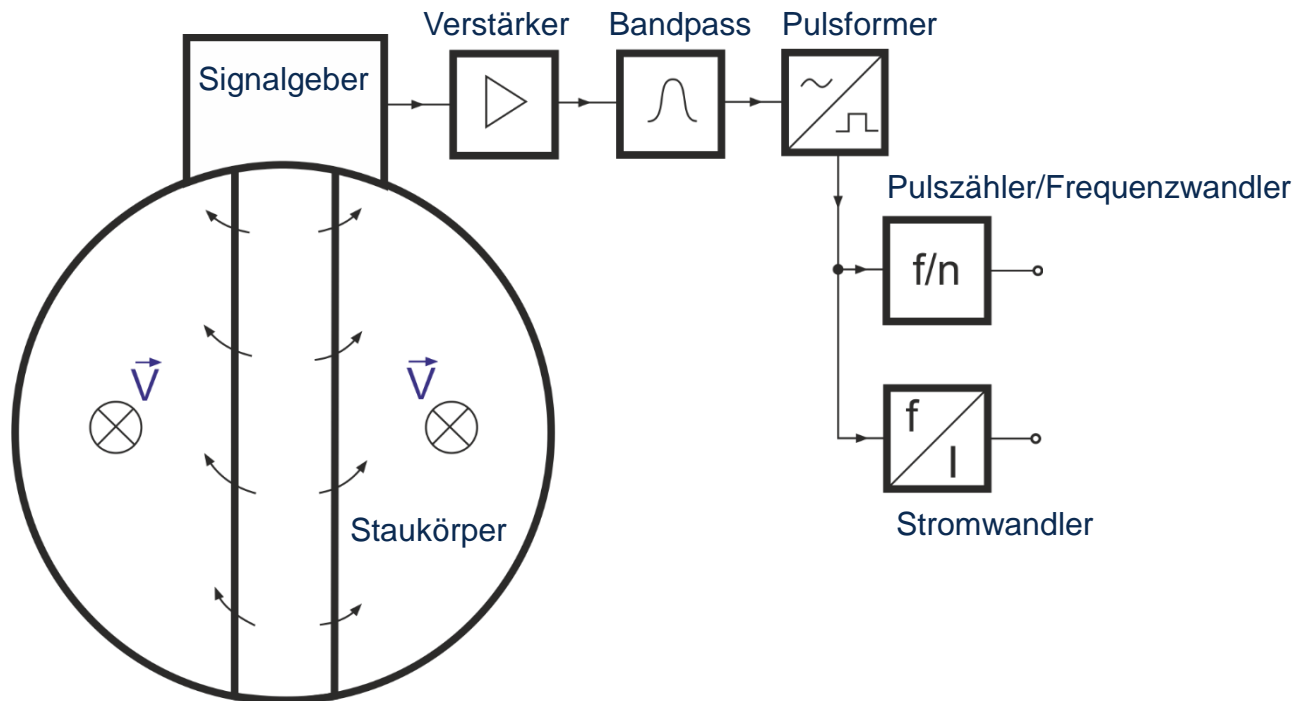 Verstärker
Bandpass
Pulsformer
Signalgeber
Pulszähler/Frequenzwandler
f/n
V
V
f
I
Staukörper
Stromwandler